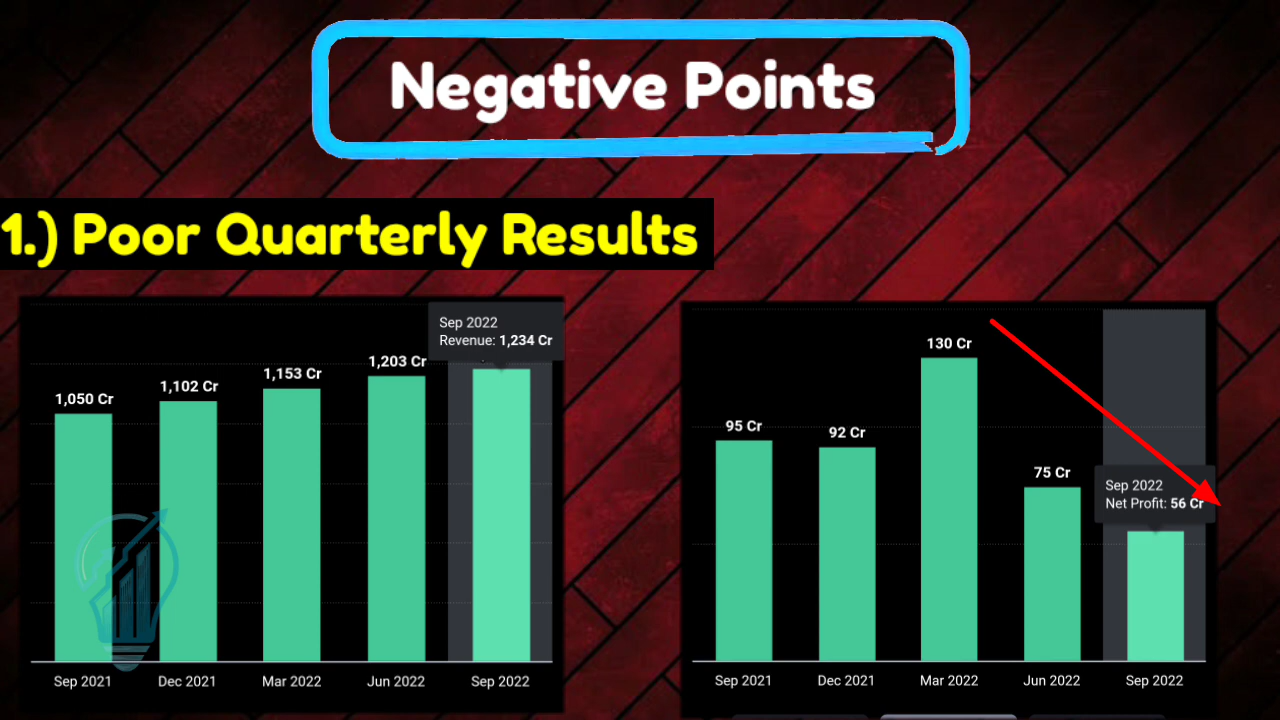 Negative Points
1.) Poor Quarterly Results
Sep 2022
Revenue: 1,234 Cr
1,050 Cr
1,102 Cr
1,153 Cr
1,203 Cr
Sep 2021
Dec 2021
Mar 2022
Jun 2022
Sep 2022
95 Cr
92 Cr
130 Cr
75 Cr
Sep 2022
Net Profit: 56 Cr
Sep 2021
Dec 2021
Mar 2022
Jun 2022
Sep 2022